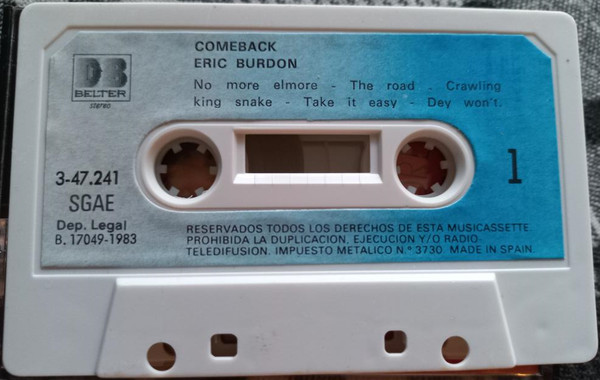 COMEBACK
ERIC BURDON
No more elmore - The road - Crawling
king snake - Take it easy - Dey won't.
DB
BELTER
stereo
3-47.241
SGAE
Dep. Legal
B. 17049-1983
1
RESERVADOS TODOS LOS DERECHOS DE ESTA MUSICASSETTE.
PROHIBIDA LA DUPLICACION, EJECUCION Y/O RADIO-
TELEDIFUSION. IMPUESTO METALICO N.º 3730. MADE IN SPAIN.